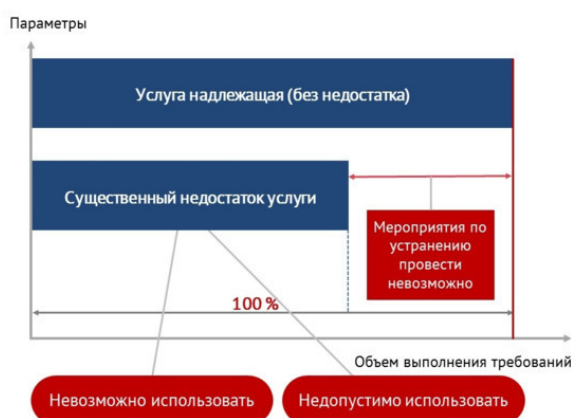 Параметры
Услуга надлежащая (без недостатка)
Существенный недостаток услуги
Мероприятия по
устранению
провести
невозможно
100 %
Объем выполнения требований
Невозможно использовать
Недопустимо использовать